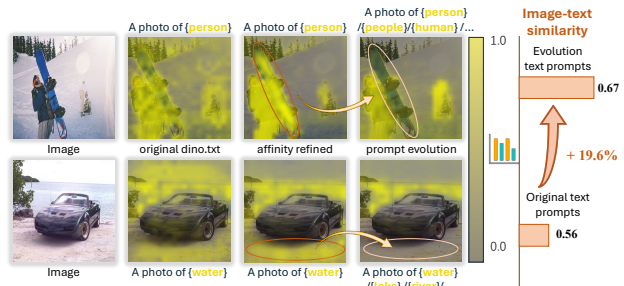 A photo of {person}
A photo of {person}
A photo of {person}
/{people}/{human} /...
Image
original dino.txt
affinity refined
prompt evolution
Image
A photo of {water}
A photo of {water}
A photo of {water}
/{lake} /{river}/...
1.0
0.0
Image-text
similarity
Evolution
text prompts
0.67
+ 19.6%
Original text
prompts
0.56